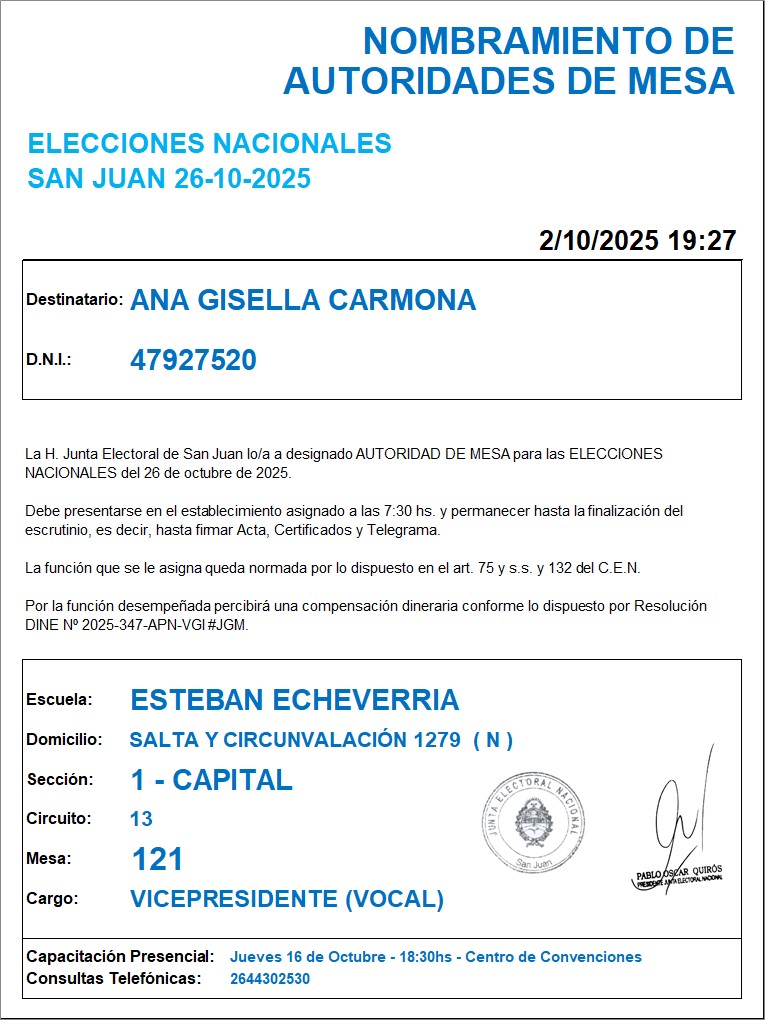 NOMBRAMIENTO DE
AUTORIDADES DE MESA
ELECCIONES NACIONALES
SAN JUAN 26-10-2025
2/10/2025 19:27
Destinatario: ANA GISELLA CARMONA
D.N.I.: 47927520
La H. Junta Electoral de San Juan lo/a a designado AUTORIDAD DE MESA para las ELECCIONES
NACIONALES del 26 de octubre de 2025.
Debe presentarse en el establecimiento asignado a las 7:30 hs. y permanecer hasta la finalización del
escrutinio, es decir, hasta firmar Acta, Certificados y Telegrama.
La función que se le asigna queda normada por lo dispuesto en el art. 75 y s.s. y 132 del C.E.N.
Por la función desempeñada percibirá una compensación dineraria conforme lo dispuesto por Resolución
DINE Nº 2025-347-APN-VGI#JGM.
Escuela: ESTEBAN ECHEVERRIA
Domicilio: SALTA Y CIRCUNVALACIÓN 1279 ( N )
Sección: 1 - CAPITAL
Circuito: 13
Mesa: 121
Cargo: VICEPRESIDENTE (VOCAL)
JUNTA ELECTORAL NACIONAL
San Juan
PABLO OSCAR QUIRÓS
PRESIDENTE JUNTA ELECTORAL NACIONAL
Capacitación Presencial: Jueves 16 de Octubre - 18:30hs - Centro de Convenciones
Consultas Telefónicas: 2644302530